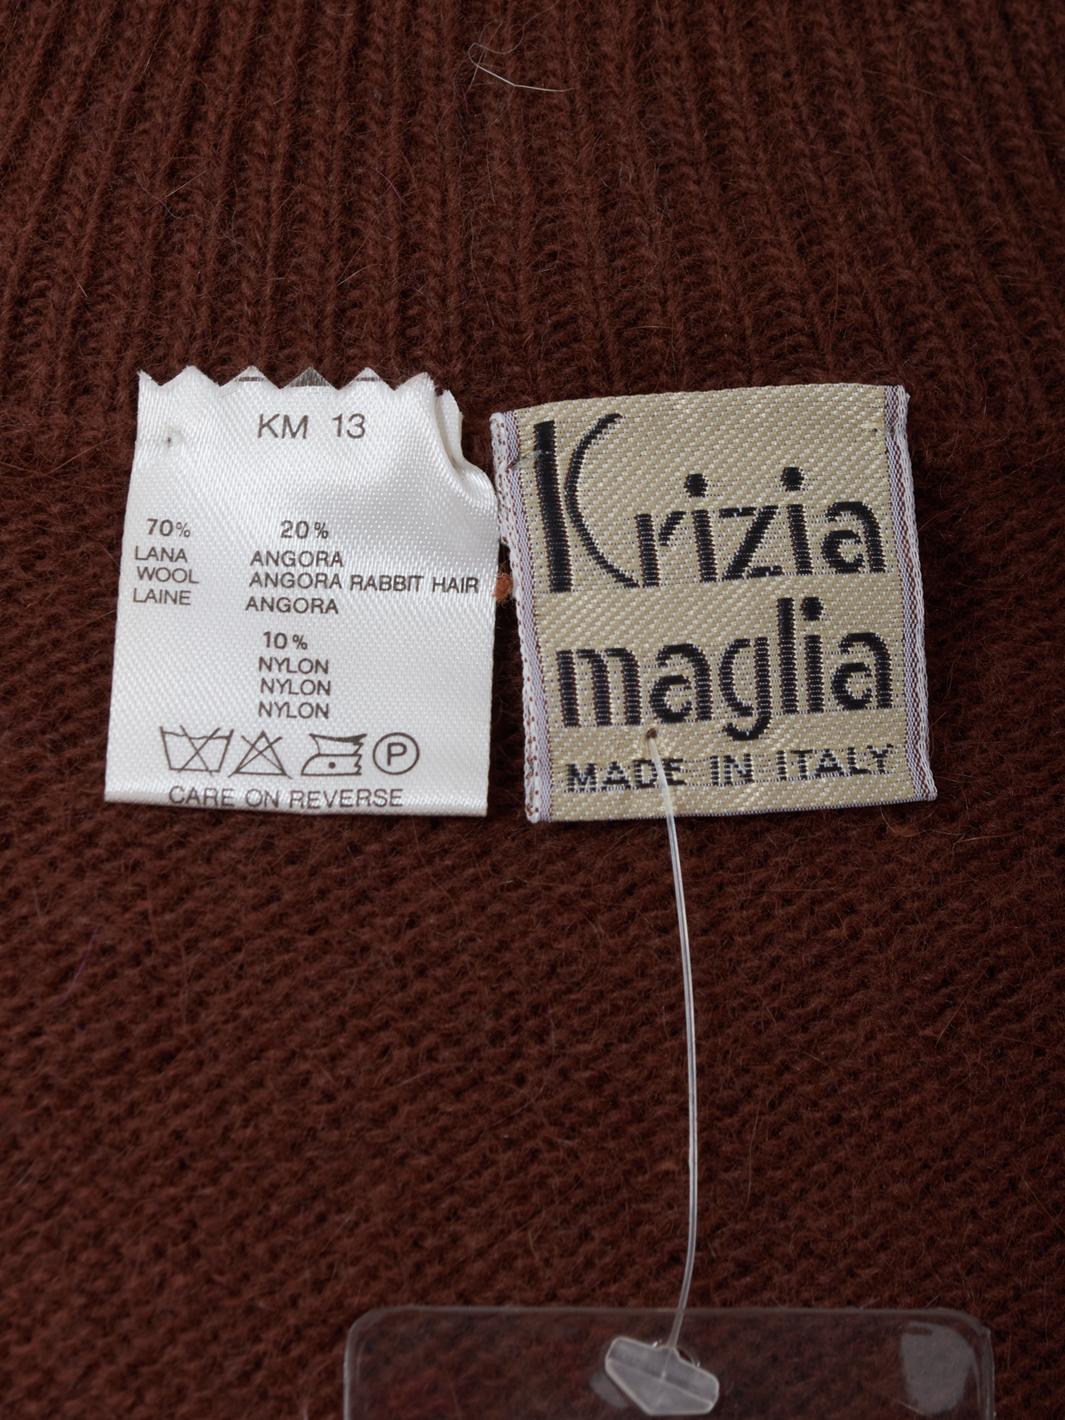 KM 13
70% 20%
LANA ANGORA
WOOL ANGORA RABBIT HAIR
LAINE ANGORA
10%
NYLON
NYLON
NYLON
P
CARE ON REVERSE
Krizia
maglia
MADE IN ITALY